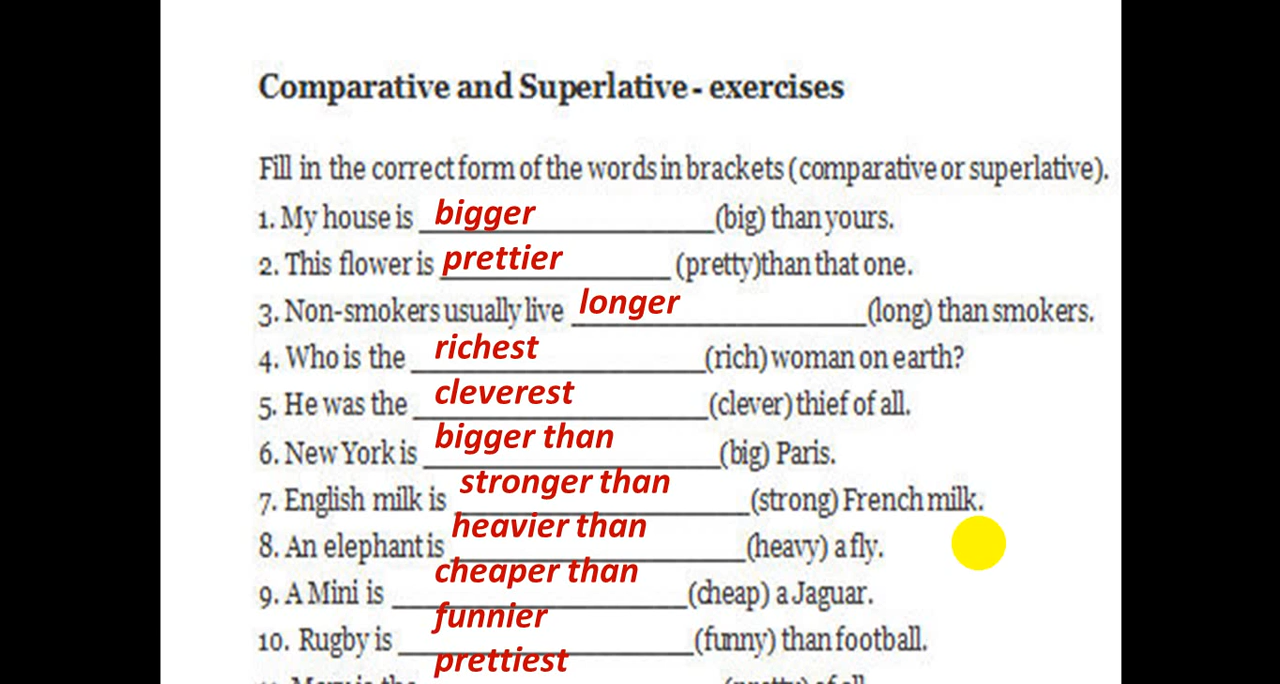 Comparative and Superlative - exercises
Fill in the correct form of the words in brackets (comparative or superlative).
1. My house is bigger (big) than yours.
2. This flower is prettier (pretty)than that one.
3. Non-smokers usually live longer (long) than smokers.
4. Who is the richest (rich) woman on earth?
5. He was the cleverest (clever) thief of all.
6. New York is bigger than (big) Paris.
7. English milk is stronger than (strong) French milk.
8. An elephant is heavier than (heavy) a fly.
9. A Mini is cheaper than (cheap) a Jaguar.
10. Rugby is funnier (funny) than football.
prettiest